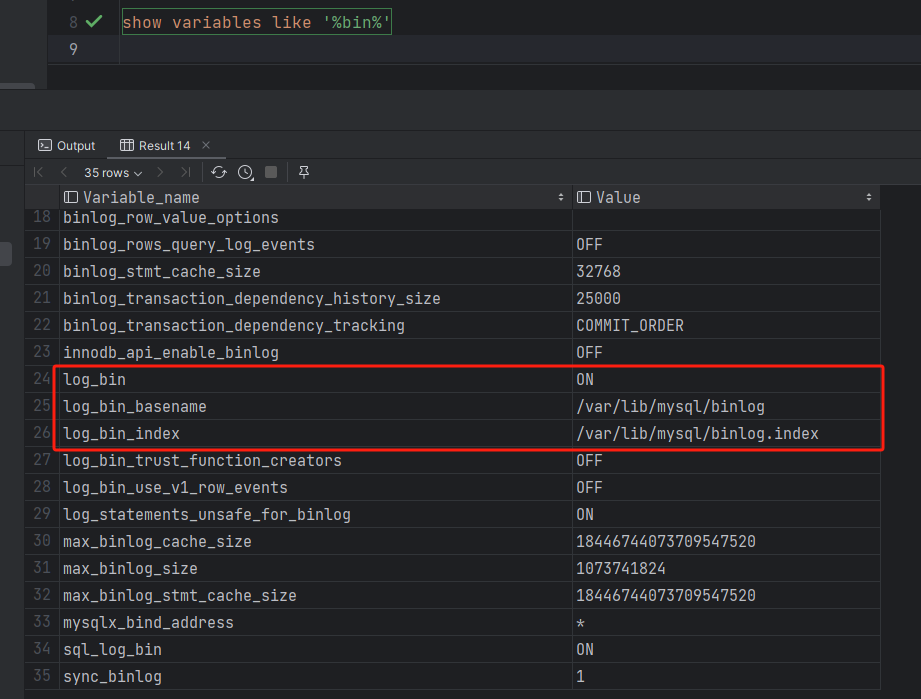 8 show variables like '%bin%'
9
Output Result 14
35 rows
Variable_name Value
18 binlog_row_value_options
19 binlog_rows_query_log_events OFF
20 binlog_stmt_cache_size 32768
21 binlog_transaction_dependency_history_size 25000
22 binlog_transaction_dependency_tracking COMMIT_ORDER
23 innodb_api_enable_binlog OFF
24 log_bin ON
25 log_bin_basename /var/lib/mysql/binlog
26 log_bin_index /var/lib/mysql/binlog.index
27 log_bin_trust_function_creators OFF
28 log_bin_use_v1_row_events OFF
29 log_statements_unsafe_for_binlog ON
30 max_binlog_cache_size 18446744073709547520
31 max_binlog_size 1073741824
32 max_binlog_stmt_cache_size 18446744073709547520
33 mysqlx_bind_address *
34 sql_log_bin ON
35 sync_binlog 1